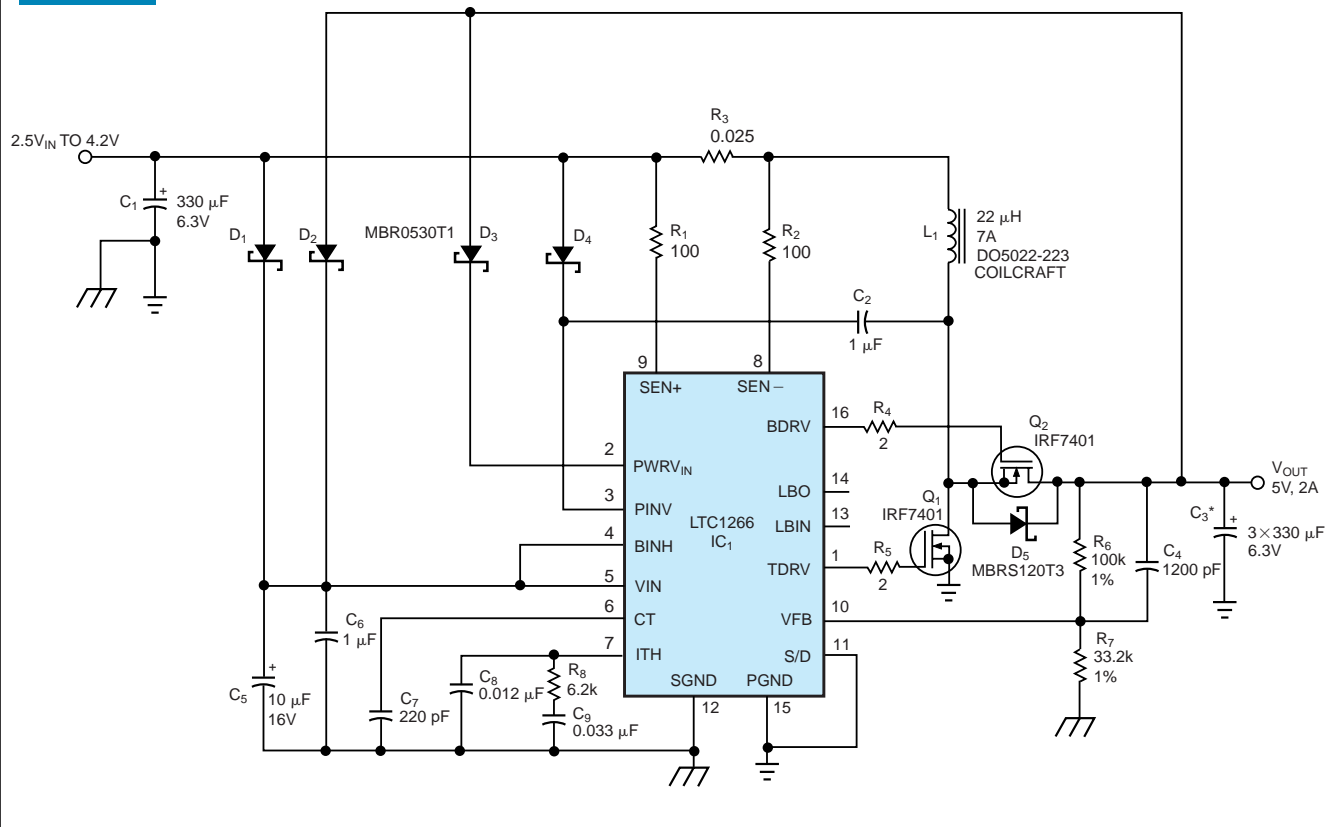 2.5VIN TO 4.2V
C1
+
330 µF
6.3V
D1
D2
MBR0530T1
D3
D4
R3
0.025
R1
100
R2
100
L1
22 µH
7A
DO5022-223
COILCRAFT
C2
1 µF
9
8
SEN+
SEN−
BDRV
16
R4
2
Q2
IRF7401
2
PWRVIN
3
PINV
LBO
14
LBIN
13
LTC1266
IC1
4
BINH
5
VIN
TDRV
1
R5
2
Q1
IRF7401
D5
MBRS120T3
VOUT
5V, 2A
C3*
+
3×330 µF
6.3V
R6
100k
1%
C4
1200 pF
6
CT
VFB
10
7
ITH
S/D
11
R7
33.2k
1%
SGND
PGND
12
15
C6
1 µF
+
C5
10 µF
16V
C7
220 pF
C8
0.012 µF
R8
6.2k
C9
0.033 µF